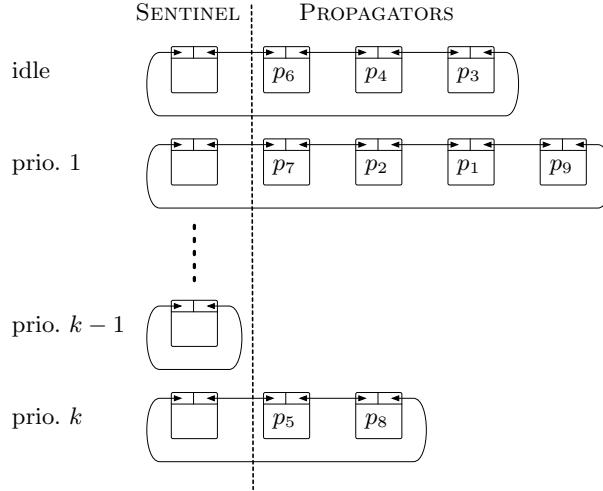 SENTINEL PROPAGATORS
idle p6 p4 p3
prio. 1 p7 p2 p1 p9
prio. k − 1
prio. k p5 p8